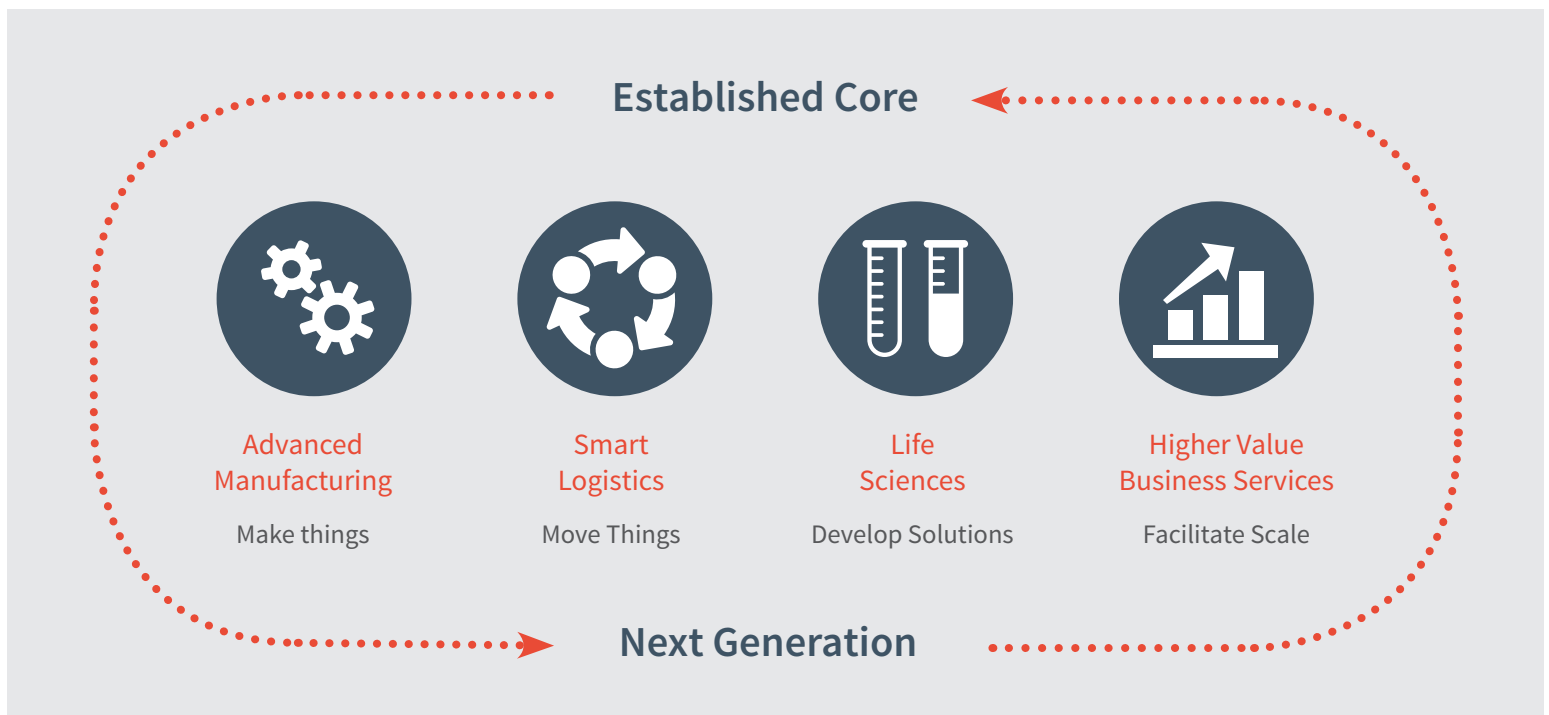 Established Core
Advanced
Manufacturing
Make things
Smart
Logistics
Move Things
Life
Sciences
Develop Solutions
Higher Value
Business Services
Facilitate Scale
Next Generation